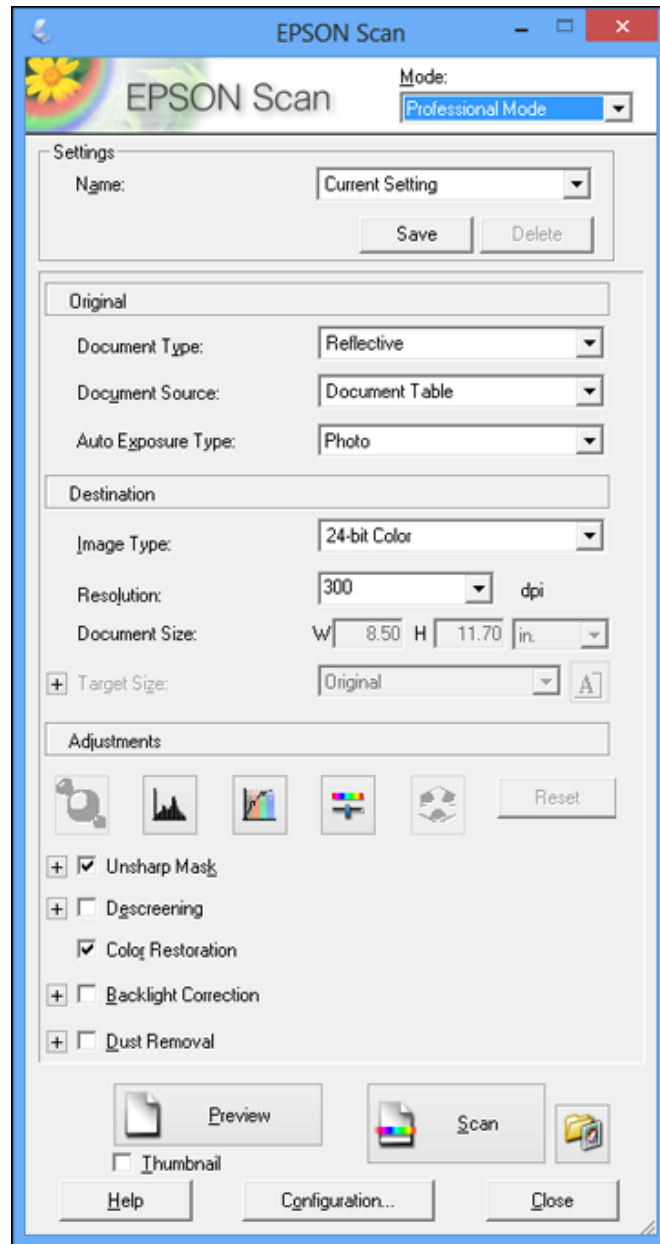 EPSON Scan
EPSON Scan
Mode:
Professional Mode
Settings
Name: Current Setting
Save Delete
Original
Document Type: Reflective
Document Source: Document Table
Auto Exposure Type: Photo
Destination
Image Type: 24-bit Color
Resolution: 300 dpi
Document Size: W 8.50 H 11.70 in.
Target Size: Original A
Adjustments
Reset
Unsharp Mask
Descreening
Color Restoration
Backlight Correction
Dust Removal
Preview Scan
Thumbnail
Help Configuration... Close